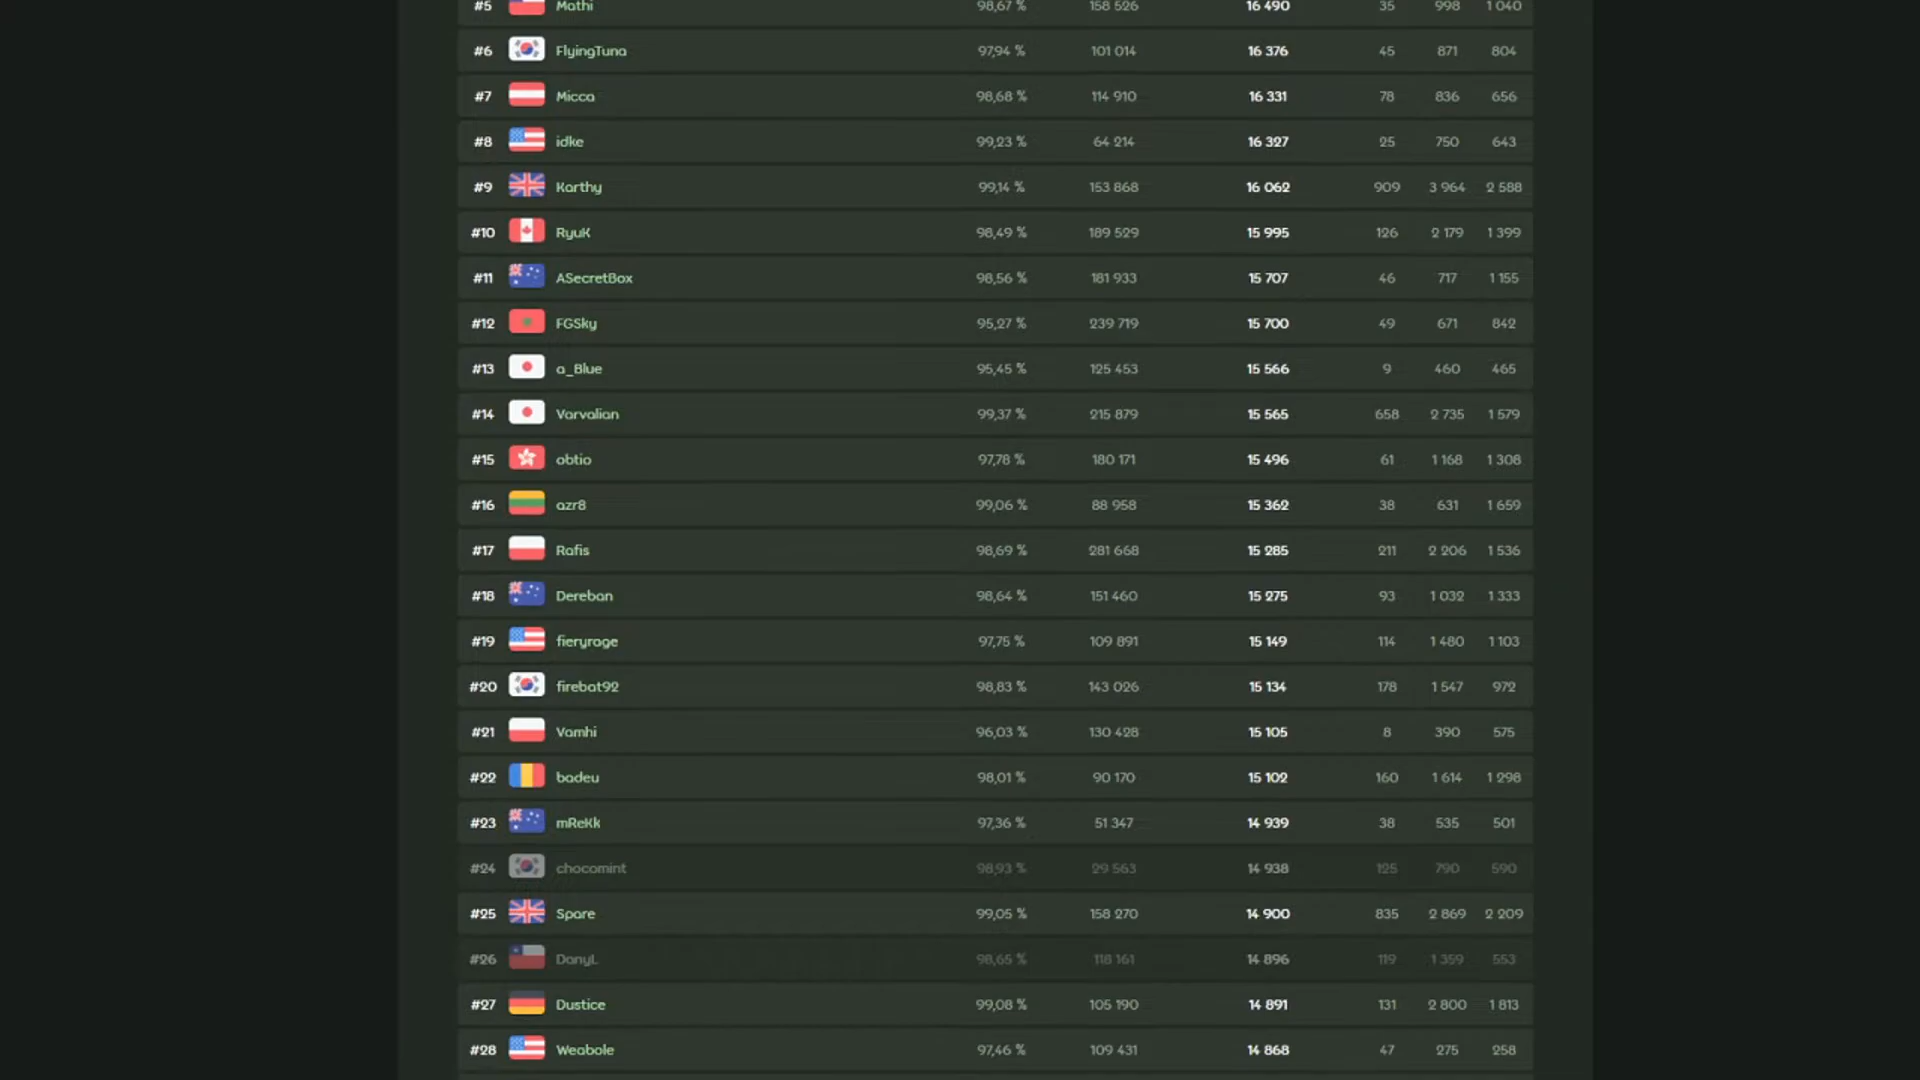 #5 Mathi 98,67 % 158 526 16 490 35 998 1 040
#6 FlyingTuna 97,94 % 101 014 16 376 45 871 804
#7 Micca 98,68 % 114 910 16 331 78 836 656
#8 idke 99,23 % 64 214 16 327 25 750 643
#9 Karthy 99,14 % 153 868 16 062 909 3 964 2 588
#10 RyuK 98,49 % 189 529 15 995 126 2 179 1 399
#11 ASecretBox 98,56 % 181 933 15 707 46 717 1 155
#12 FGSky 95,27 % 239 719 15 700 49 671 842
#13 a_Blue 95,45 % 125 453 15 566 9 460 465
#14 Varvalian 99,37 % 215 879 15 565 658 2 735 1 579
#15 obtio 97,78 % 180 171 15 496 61 1 168 1 308
#16 azr8 99,06 % 88 958 15 362 38 631 1 659
#17 Rafis 98,69 % 281 668 15 285 211 2 206 1 536
#18 Dereban 98,64 % 151 460 15 275 93 1 032 1 333
#19 fieryrage 97,75 % 109 891 15 149 114 1 480 1 103
#20 firebat92 98,83 % 143 026 15 134 178 1 547 972
#21 Vamhi 96,03 % 130 428 15 105 8 390 575
#22 badeu 98,01 % 90 170 15 102 160 1 614 1 298
#23 mReKk 97,36 % 51 347 14 939 38 535 501
#24 chocomint 98,93 % 29 563 14 938 125 790 590
#25 Spare 99,05 % 158 270 14 900 835 2 869 2 209
#26 DanyL 98,65 % 118 161 14 896 119 1 359 553
#27 Dustice 99,08 % 105 190 14 891 131 2 800 1 813
#28 Weabole 97,46 % 109 431 14 868 47 275 258